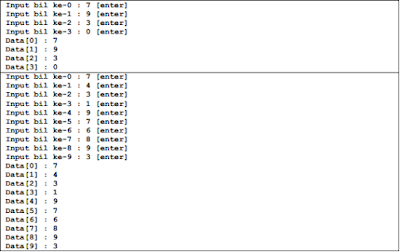 Input bil ke-0 : 7 [enter]
Input bil ke-1 : 9 [enter]
Input bil ke-2 : 3 [enter]
Input bil ke-3 : 0 [enter]
Data[0] : 7
Data[1] : 9
Data[2] : 3
Data[3] : 0
Input bil ke-0 : 7 [enter]
Input bil ke-1 : 4 [enter]
Input bil ke-2 : 3 [enter]
Input bil ke-3 : 1 [enter]
Input bil ke-4 : 9 [enter]
Input bil ke-5 : 7 [enter]
Input bil ke-6 : 6 [enter]
Input bil ke-7 : 8 [enter]
Input bil ke-8 : 9 [enter]
Input bil ke-9 : 3 [enter]
Data[0] : 7
Data[1] : 4
Data[2] : 3
Data[3] : 1
Data[4] : 9
Data[5] : 7
Data[6] : 6
Data[7] : 8
Data[8] : 9
Data[9] : 3